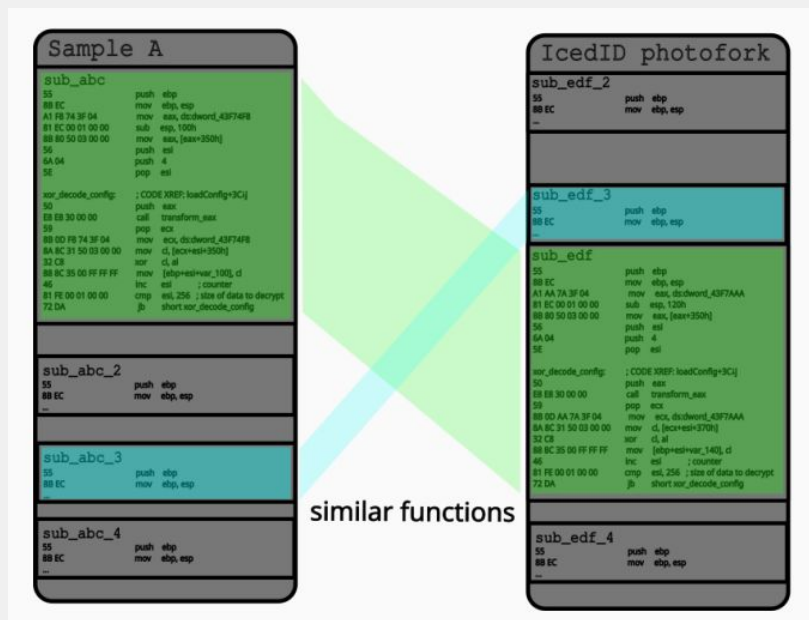 Sample A
sub_abc
55 push ebp
8B EC mov ebp, esp
A1 F8 74 3F 04 mov eax, ds:dword_43F74F8
81 EC 00 01 00 00 sub esp, 100h
8B 80 50 03 00 00 mov eax, [eax+350h]
56 push esi
6A 04 push 4
5E pop esi
xor_decode_config: ; CODE XREF: loadConfig+3C↓j
50 push eax
E8 E8 30 00 00 call transform_eax
59 pop ecx
8B 0D F8 74 3F 04 mov ecx, ds:dword_43F74F8
8A 8C 31 50 03 00 00 mov cl, [ecx+esi+350h]
32 C8 xor cl, al
88 8C 35 00 FF FF FF mov [ebp+esi+var_100], cl
46 inc esi ; counter
81 FE 00 01 00 00 cmp esi, 256 ; size of data to decrypt
72 DA jb short xor_decode_config
sub_abc_2
55 push ebp
8B EC mov ebp, esp
...
sub_abc_3
55 push ebp
8B EC mov ebp, esp
...
sub_abc_4
55 push ebp
8B EC mov ebp, esp
...
similar functions
IcedID photofork
sub_edf_2
55 push ebp
8B EC mov ebp, esp
...
sub_edf_3
55 push ebp
8B EC mov ebp, esp
...
sub_edf
55 push ebp
8B EC mov ebp, esp
A1 AA 7A 3F 04 mov eax, ds:dword_43F7AAA
81 EC 00 01 00 00 sub esp, 120h
8B 80 50 03 00 00 mov eax, [eax+350h]
56 push esi
6A 04 push 4
5E pop esi
xor_decode_config: ; CODE XREF: loadConfig+3C↓j
50 push eax
E8 E8 30 00 00 call transform_eax
59 pop ecx
8B 0D AA 7A 3F 04 mov ecx, ds:dword_43F7AAA
8A 8C 31 50 03 00 00 mov cl, [ecx+esi+370h]
32 C8 xor cl, al
88 8C 35 00 FF FF FF mov [ebp+esi+var_140], cl
46 inc esi ; counter
81 FE 00 01 00 00 cmp esi, 256 ; size of data to decrypt
72 DA jb short xor_decode_config
sub_edf_4
55 push ebp
8B EC mov ebp, esp
...